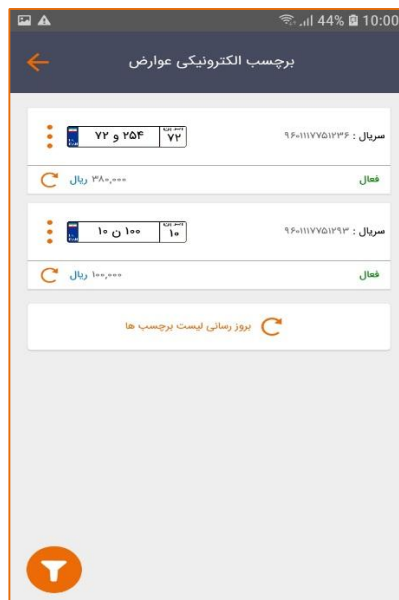 44% 10:00
برچسب الکترونیکی عوارض
سریال : ۹۶۰۱۱۱۷۷۵۱۲۳۶
۷۲ و ۲۵۴ ۷۲
فعال
۳۸۰,۰۰۰ ریال
سریال : ۹۶۰۱۱۱۷۷۵۱۲۹۳
۱۰ ن ۱۰۰ ۱۰
فعال
۱۰۰,۰۰۰ ریال
بروز رسانی لیست برچسب ها